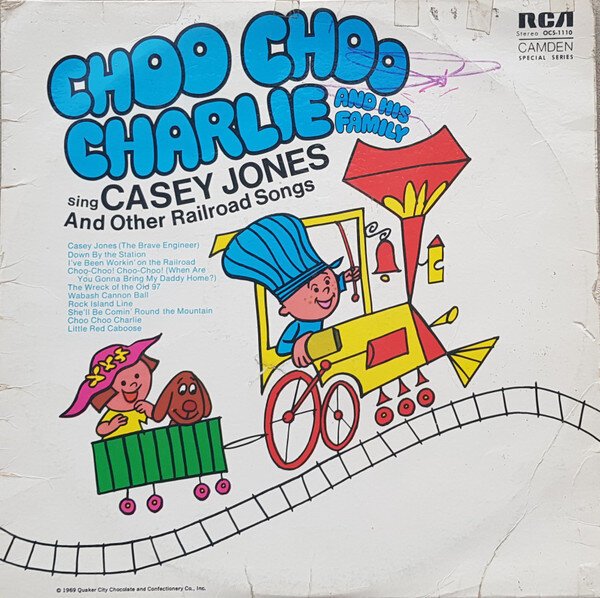 CHOO CHOO
CHARLIE AND HIS FAMILY
sing CASEY JONES
And Other Railroad Songs
RCA
Stereo OCS-1110
CAMDEN
SPECIAL SERIES
Casey Jones (The Brave Engineer)
Down By the Station
I've Been Workin' on the Railroad
Choo-Choo! Choo-Choo! (When Are
You Gonna Bring My Daddy Home?)
The Wreck of the Old 97
Wabash Cannon Ball
Rock Island Line
She'll Be Comin' Round the Mountain
Choo Choo Charlie
Little Red Caboose
© 1969 Quaker City Chocolate and Confectionery Co., Inc.